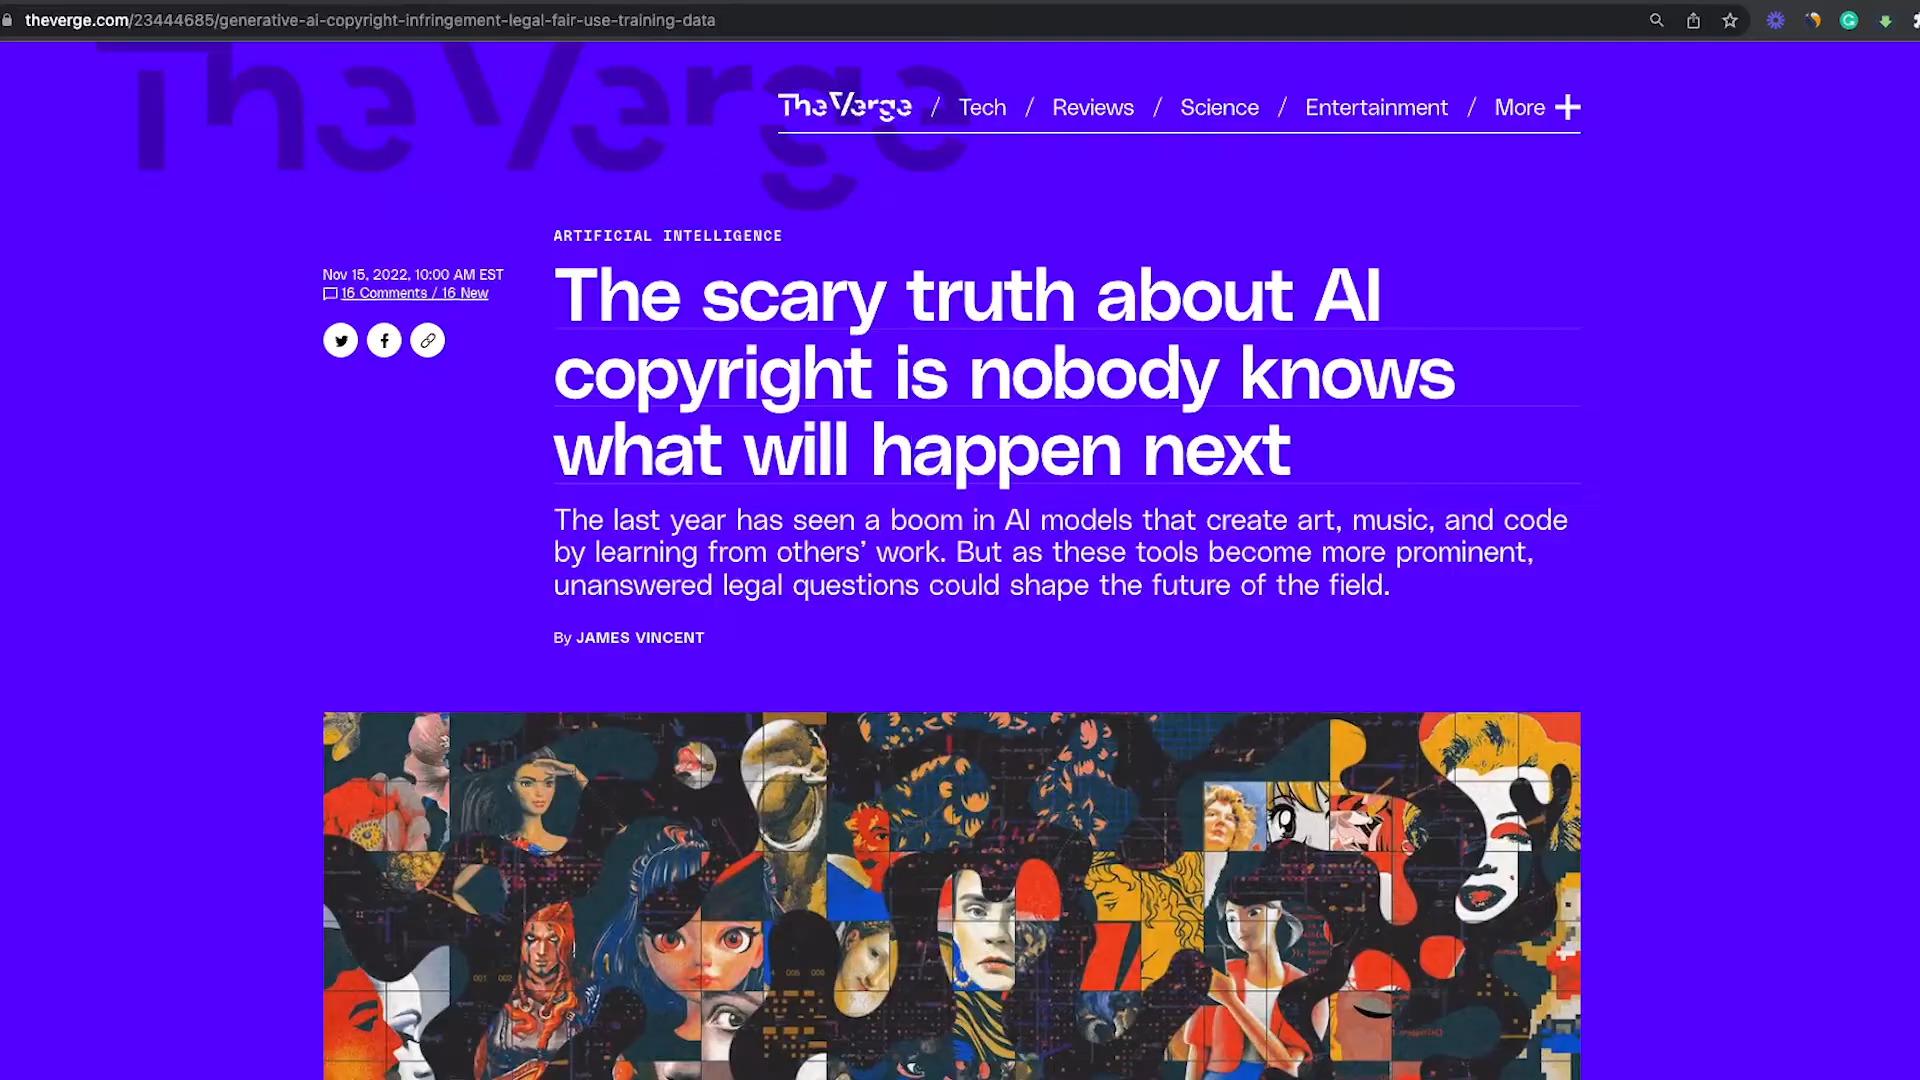 theverge.com/23444685/generative-ai-copyright-infringement-legal-fair-use-training-data
TheVerge
TheVerge / Tech / Reviews / Science / Entertainment / More
ARTIFICIAL INTELLIGENCE
Nov 15, 2022, 10:00 AM EST
16 Comments / 16 New
The scary truth about AI
copyright is nobody knows
what will happen next
The last year has seen a boom in AI models that create art, music, and code
by learning from others’ work. But as these tools become more prominent,
unanswered legal questions could shape the future of the field.
By JAMES VINCENT
001 002